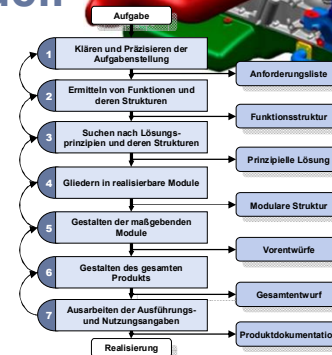 Aufgabe
1
Klären und Präzisieren der
Aufgabenstellung
Anforderungsliste
2
Ermitteln von Funktionen und
deren Strukturen
Funktionsstruktur
3
Suchen nach Lösungs-
prinzipien und deren Strukturen
Prinzipielle Lösung
4
Gliedern in realisierbare Module
Modulare Struktur
5
Gestalten der maßgebenden
Module
Vorentwürfe
6
Gestalten des gesamten
Produkts
Gesamtentwurf
7
Ausarbeiten der Ausführungs-
und Nutzungsangaben
Produktdokumentatio
Realisierung